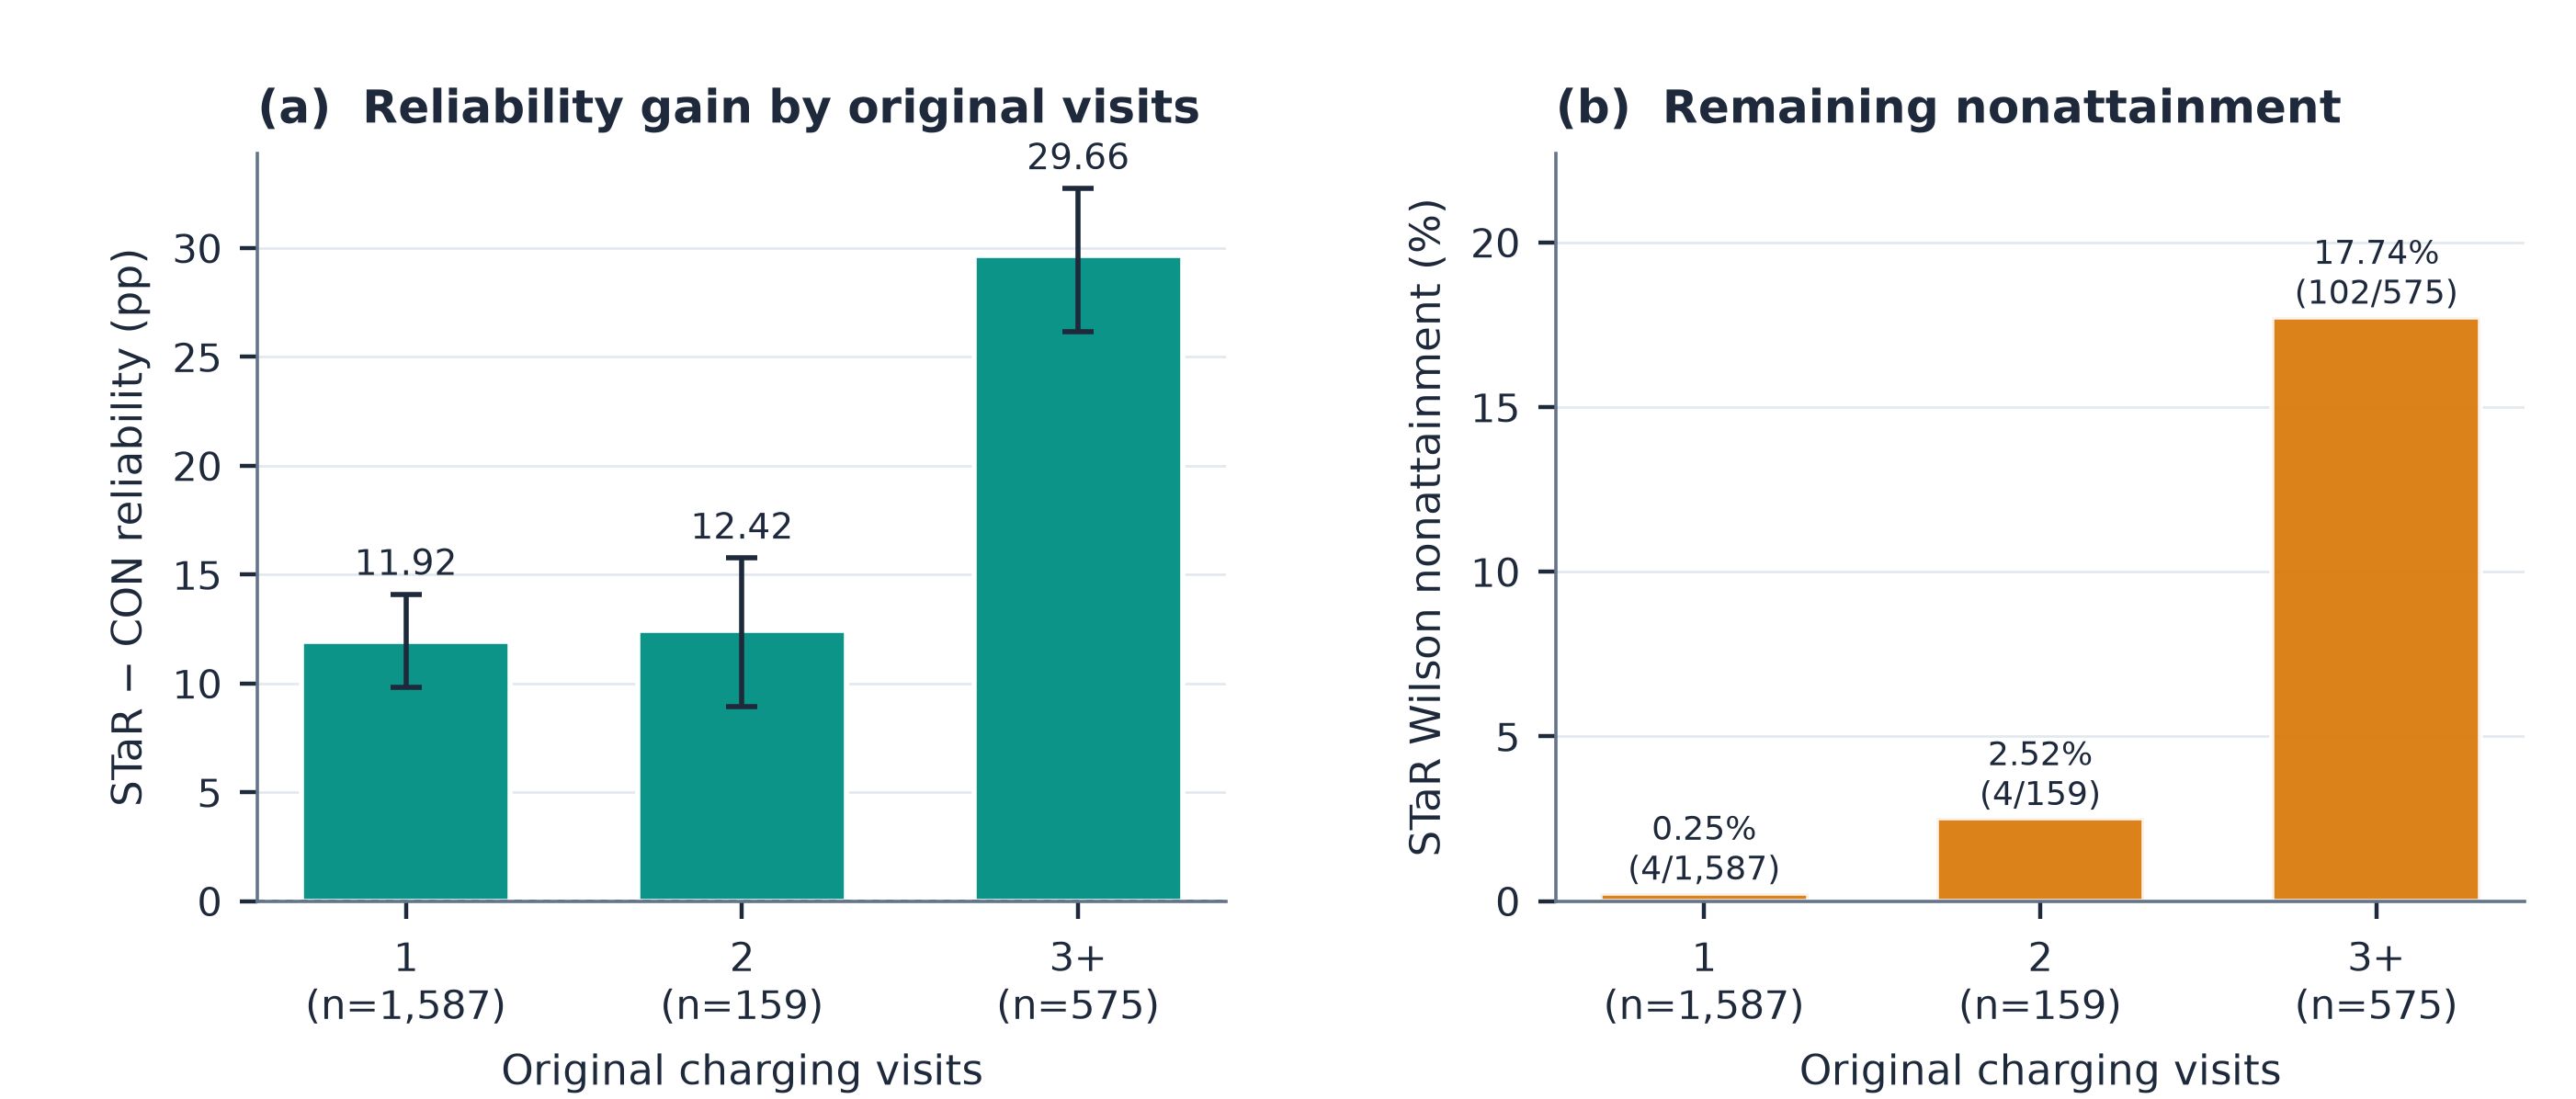 (a) Reliability gain by original visits
STaR − CON reliability (pp)
30
25
20
15
10
5
0
11.92
12.42
29.66
1
(n=1,587)
2
(n=159)
3+
(n=575)
Original charging visits
(b) Remaining nonattainment
STaR Wilson nonattainment (%)
20
15
10
5
0
0.25%
(4/1,587)
2.52%
(4/159)
17.74%
(102/575)
1
(n=1,587)
2
(n=159)
3+
(n=575)
Original charging visits